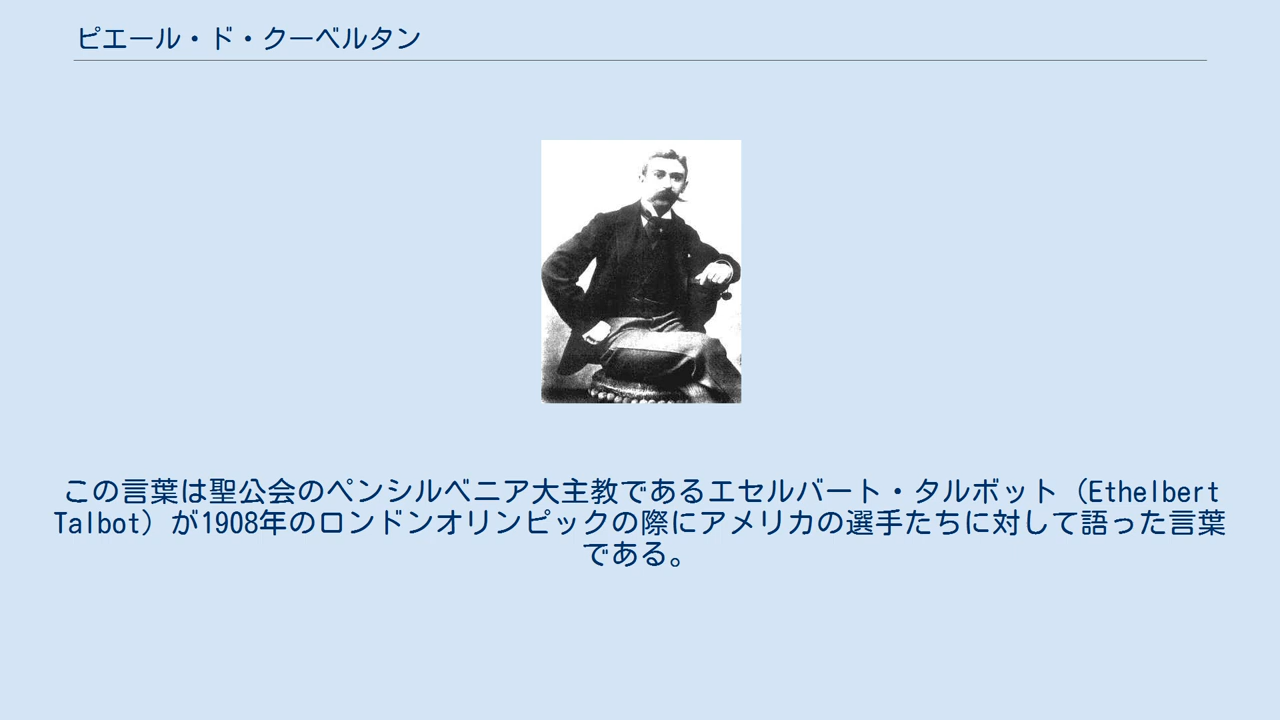 ピエール・ド・クーベルタン
この言葉は聖公会のペンシルベニア大主教であるエセルバート・タルボット（Ethelbert
Talbot）が1908年のロンドンオリンピックの際にアメリカの選手たちに対して語った言葉
である。